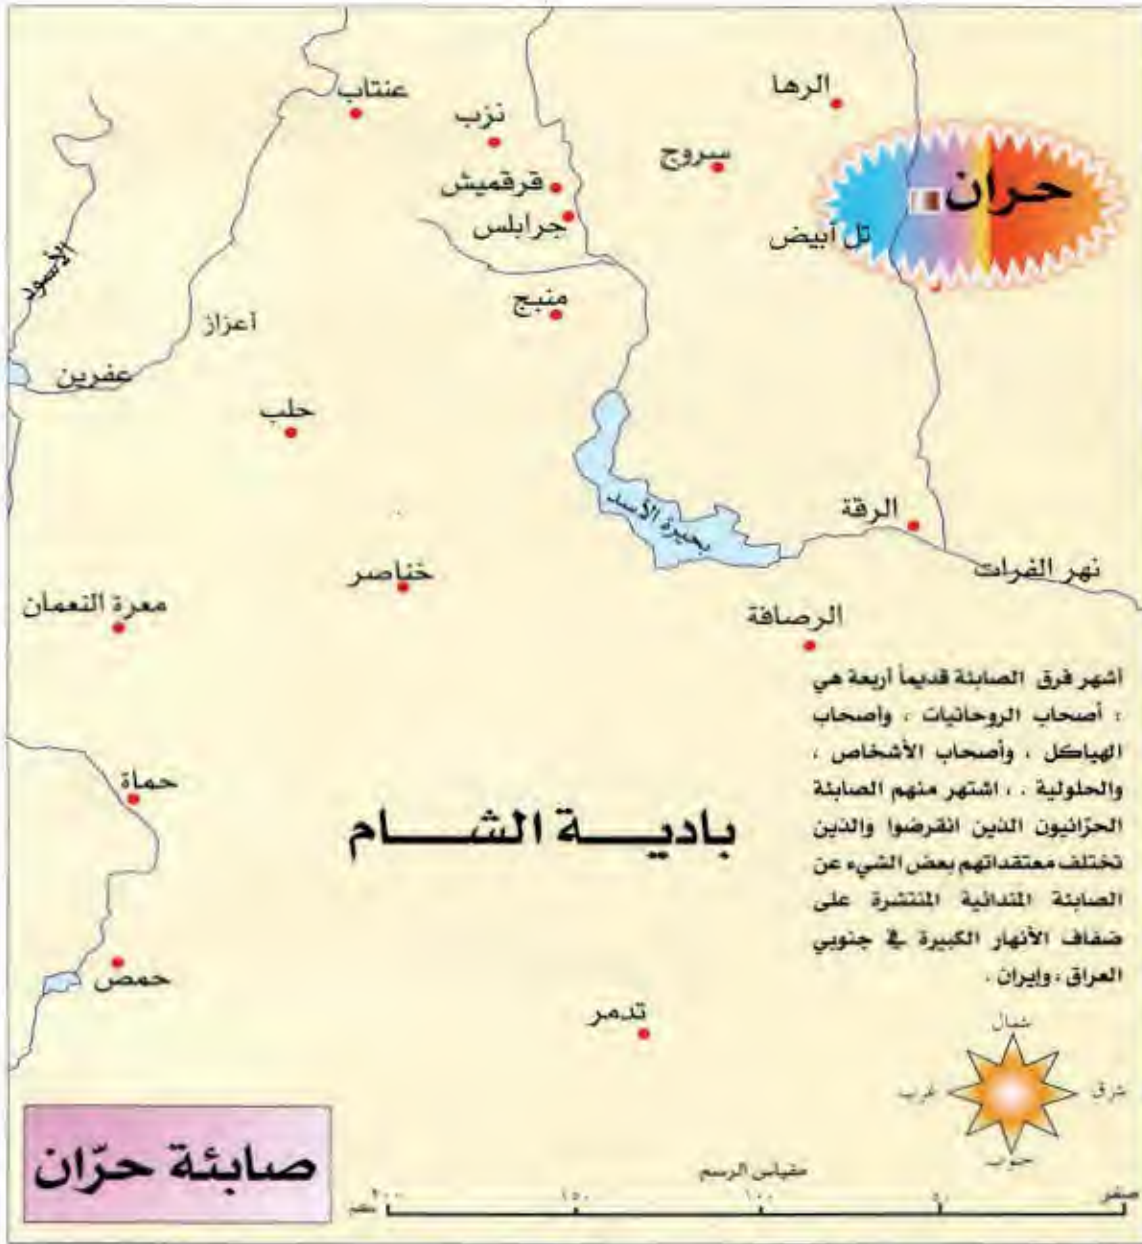 عنتاب
نزب
الرها
سروج
قرقميش
حران
جرابلس
تل أبيض
الأسود
منبج
أعزاز
عفرين
حلب
بحيرة الأسد
الرقة
نهر الفرات
خناصر
معرة النعمان
الرصافة
أشهر فرق الصابئة قديماً أربعة هي
: أصحاب الروحانيات ، وأصحاب
الهياكل ، وأصحاب الأشخاص ،
والحلولية . ، اشتهر منهم الصابئة
الحرّانيون الذين انقرضوا والذين
تختلف معتقداتهم بعض الشيء عن
الصابئة المندائية المنتشرة على
ضفاف الأنهار الكبيرة في جنوبي
العراق ، وإيران .
حماة
بادية الشام
حمص
تدمر
شمال
شرق
غرب
جنوب
صابئة حرّان
مقياس الرسم
صفر
٥٠
١٠٠
١٥٠
٢٠٠